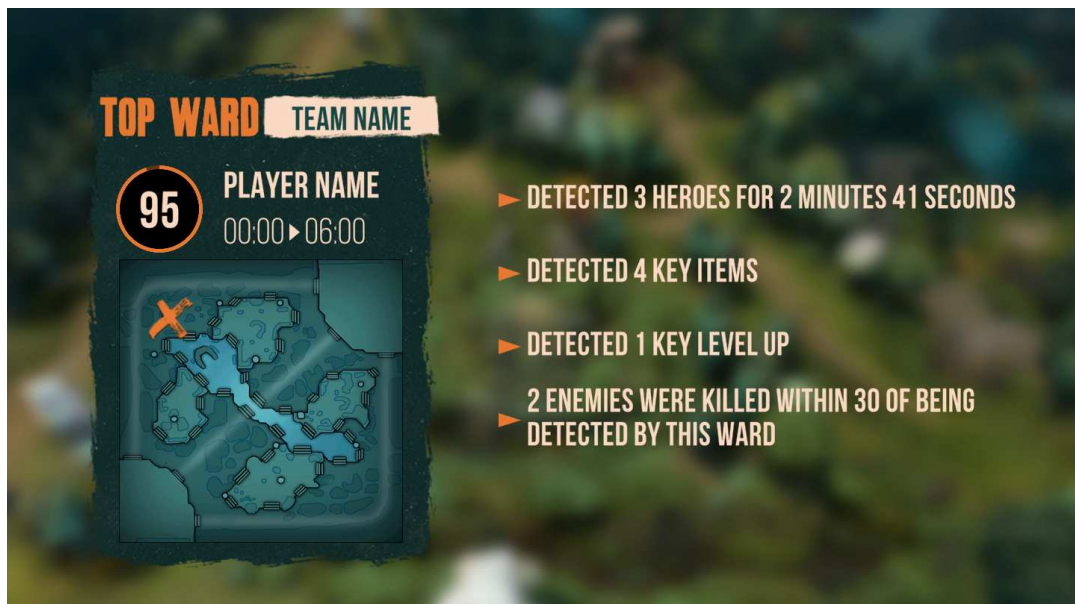 TOP WARD
TEAM NAME
95
PLAYER NAME
00:00 ▶ 06:00
DETECTED 3 HEROES FOR 2 MINUTES 41 SECONDS
DETECTED 4 KEY ITEMS
DETECTED 1 KEY LEVEL UP
2 ENEMIES WERE KILLED WITHIN 30 OF BEING
DETECTED BY THIS WARD